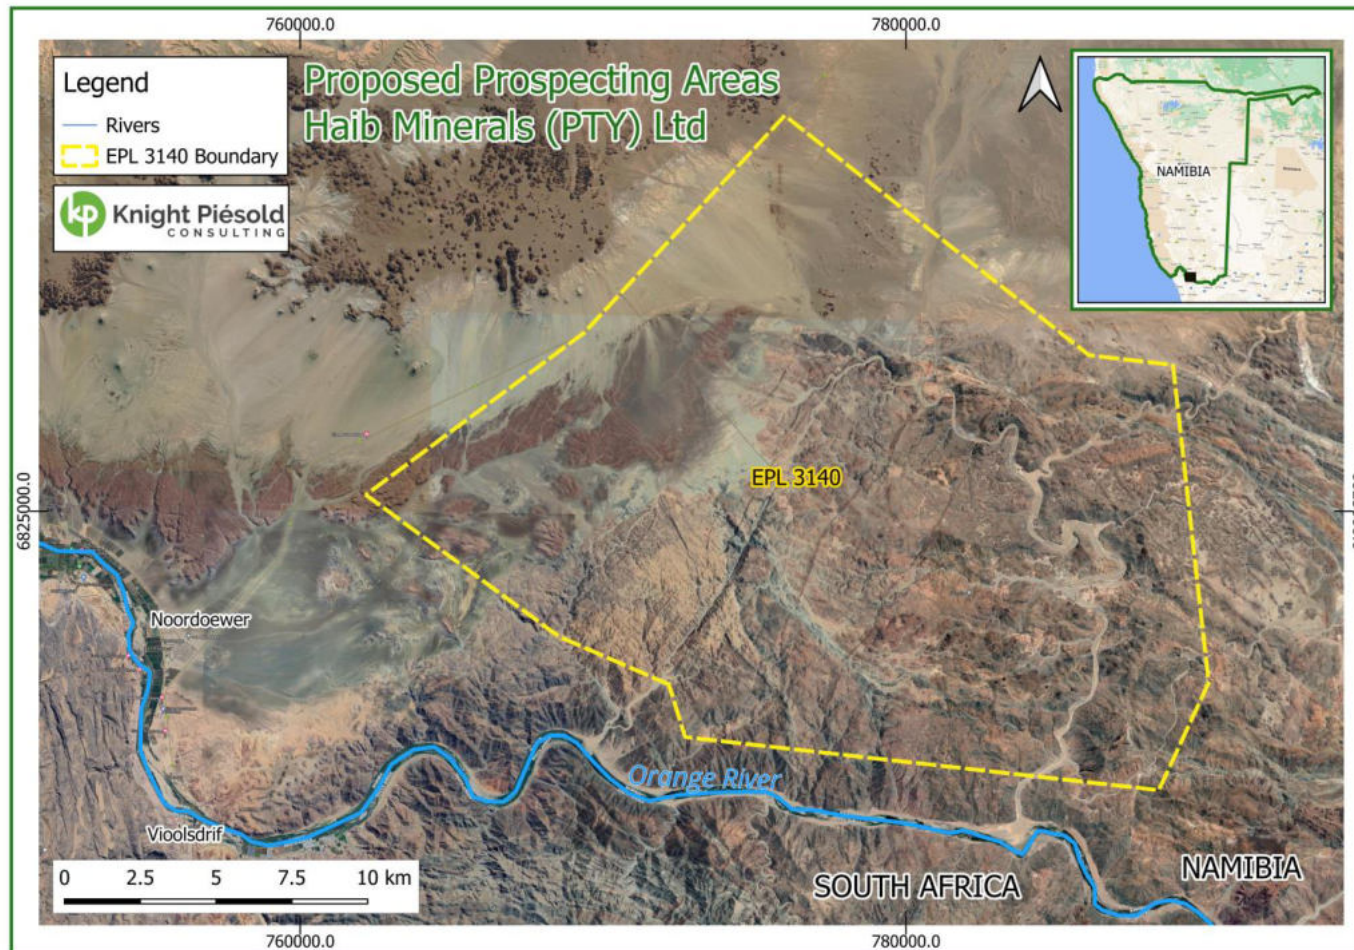 760000.0
780000.0
Legend
Rivers
EPL 3140 Boundary
Proposed Prospecting Areas
Haib Minerals (PTY) Ltd
Knight Piésold
CONSULTING
NAMIBIA
EPL 3140
6825000.0
Noordoewer
Orange River
Vioolsdrif
0 2.5 5 7.5 10 km
SOUTH AFRICA
NAMIBIA
760000.0
780000.0